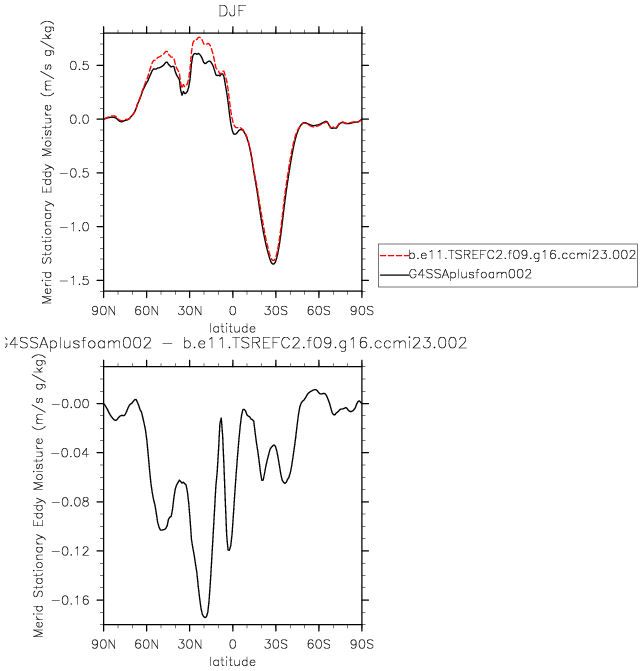 DJF
Merid Stationary Eddy Moisture (m/s g/kg)
0.5
0.0
−0.5
−1.0
−1.5
90N 60N 30N 0 30S 60S 90S
latitude
b.e11.TSREFC2.f09.g16.ccmi23.002
G4SSAplusfoam002
G4SSAplusfoam002 − b.e11.TSREFC2.f09.g16.ccmi23.002
Merid Stationary Eddy Moisture (m/s g/kg)
−0.00
−0.04
−0.08
−0.12
−0.16
90N 60N 30N 0 30S 60S 90S
latitude